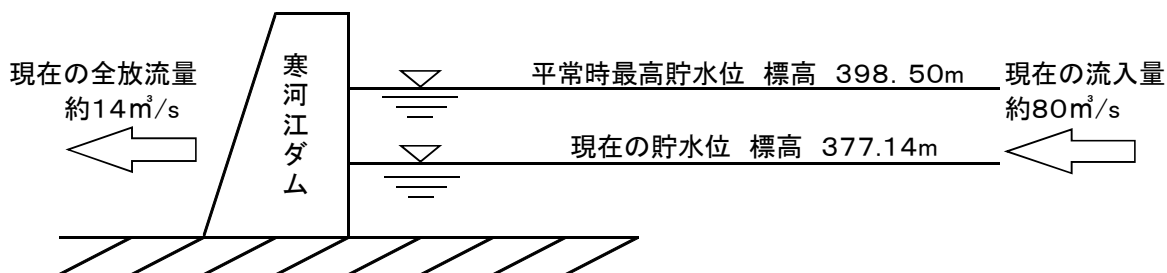 現在の全放流量
約14㎥/s
寒河江ダム
平常時最高貯水位 標高 398.50m
現在の貯水位 標高 377.14m
現在の流入量
約80㎥/s